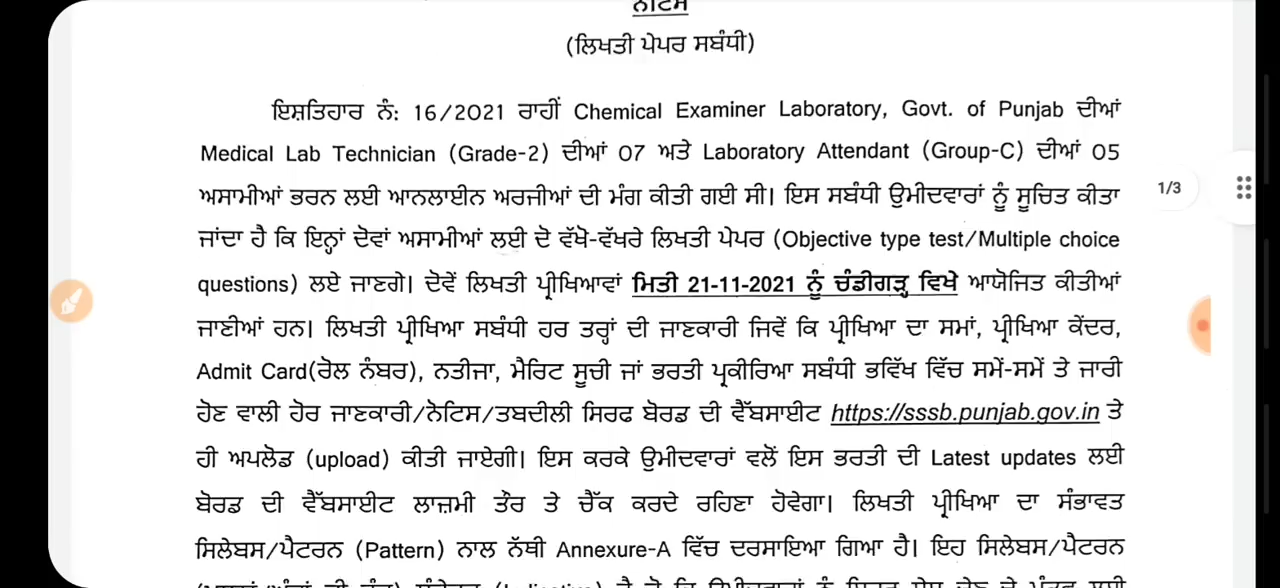 ਨੋਟਿਸ
(ਲਿਖਤੀ ਪੇਪਰ ਸਬੰਧੀ)
ਇਸ਼ਤਿਹਾਰ ਨੰ: 16/2021 ਰਾਹੀਂ Chemical Examiner Laboratory, Govt. of Punjab ਦੀਆਂ
Medical Lab Technician (Grade-2) ਦੀਆਂ 07 ਅਤੇ Laboratory Attendant (Group-C) ਦੀਆਂ 05
ਅਸਾਮੀਆਂ ਭਰਨ ਲਈ ਆਨਲਾਈਨ ਅਰਜੀਆਂ ਦੀ ਮੰਗ ਕੀਤੀ ਗਈ ਸੀ। ਇਸ ਸਬੰਧੀ ਉਮੀਦਵਾਰਾਂ ਨੂੰ ਸੂਚਿਤ ਕੀਤਾ
1/3
ਜਾਂਦਾ ਹੈ ਕਿ ਇਨ੍ਹਾਂ ਦੋਵਾਂ ਅਸਾਮੀਆਂ ਲਈ ਦੋ ਵੱਖੋ-ਵੱਖਰੇ ਲਿਖਤੀ ਪੇਪਰ (Objective type test/Multiple choice
questions) ਲਏ ਜਾਣਗੇ। ਦੋਵੇਂ ਲਿਖਤੀ ਪ੍ਰੀਖਿਆਵਾਂ ਮਿਤੀ 21-11-2021 ਨੂੰ ਚੰਡੀਗੜ੍ਹ ਵਿਖੇ ਆਯੋਜਿਤ ਕੀਤੀਆਂ
ਜਾਣੀਆਂ ਹਨ। ਲਿਖਤੀ ਪ੍ਰੀਖਿਆ ਸਬੰਧੀ ਹਰ ਤਰ੍ਹਾਂ ਦੀ ਜਾਣਕਾਰੀ ਜਿਵੇਂ ਕਿ ਪ੍ਰੀਖਿਆ ਦਾ ਸਮਾਂ, ਪ੍ਰੀਖਿਆ ਕੇਂਦਰ,
Admit Card(ਰੋਲ ਨੰਬਰ), ਨਤੀਜਾ, ਮੈਰਿਟ ਸੂਚੀ ਜਾਂ ਭਰਤੀ ਪ੍ਰਕੀਰਿਆ ਸਬੰਧੀ ਭਵਿੱਖ ਵਿੱਚ ਸਮੇਂ-ਸਮੇਂ ਤੇ ਜਾਰੀ
ਹੋਣ ਵਾਲੀ ਹੋਰ ਜਾਣਕਾਰੀ/ਨੋਟਿਸ/ਤਬਦੀਲੀ ਸਿਰਫ ਬੋਰਡ ਦੀ ਵੈੱਬਸਾਈਟ https://sssb.punjab.gov.in ਤੇ
ਹੀ ਅਪਲੋਡ (upload) ਕੀਤੀ ਜਾਏਗੀ। ਇਸ ਕਰਕੇ ਉਮੀਦਵਾਰਾਂ ਵਲੋਂ ਇਸ ਭਰਤੀ ਦੀ Latest updates ਲਈ
ਬੋਰਡ ਦੀ ਵੈੱਬਸਾਈਟ ਲਾਜ਼ਮੀ ਤੌਰ ਤੇ ਚੈੱਕ ਕਰਦੇ ਰਹਿਣਾ ਹੋਵੇਗਾ। ਲਿਖਤੀ ਪ੍ਰੀਖਿਆ ਦਾ ਸੰਭਾਵਤ
ਸਿਲੇਬਸ/ਪੈਟਰਨ (Pattern) ਨਾਲ ਨੱਥੀ Annexure-A ਵਿੱਚ ਦਰਸਾਇਆ ਗਿਆ ਹੈ। ਇਹ ਸਿਲੇਬਸ/ਪੈਟਰਨ